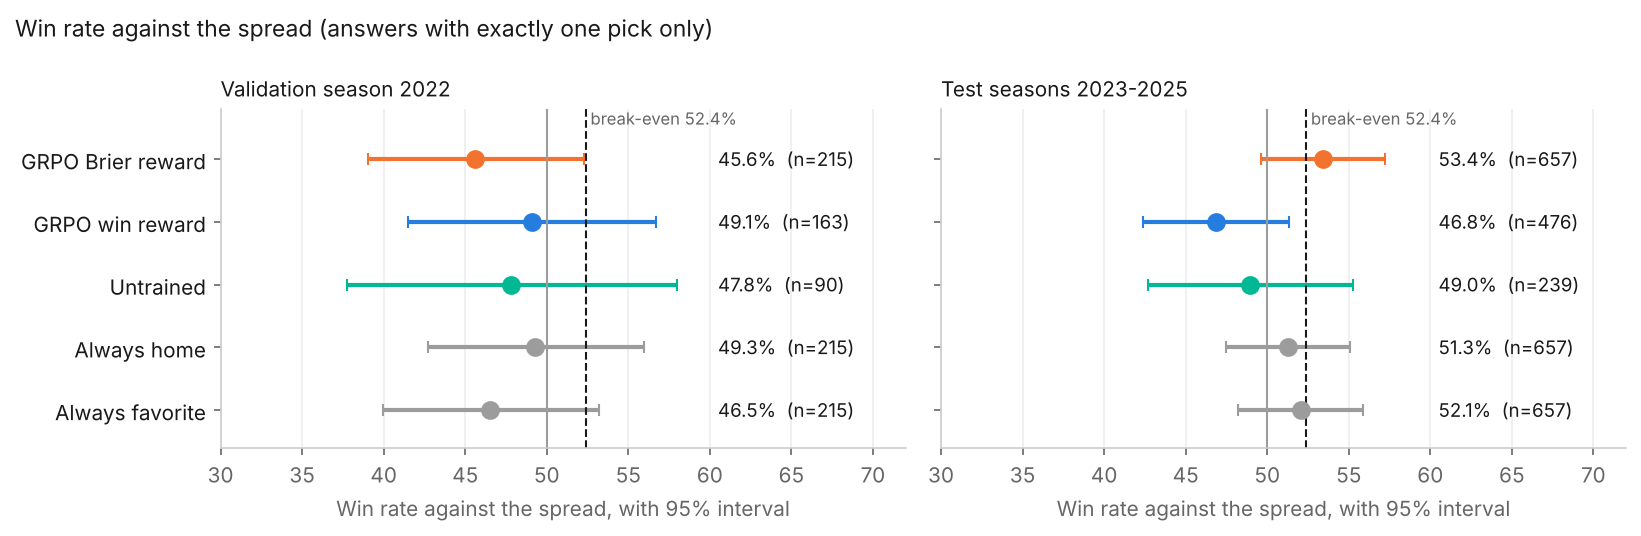 Win rate against the spread (answers with exactly one pick only)
Validation season 2022
break-even 52.4%
GRPO Brier reward
45.6% (n=215)
GRPO win reward
49.1% (n=163)
Untrained
47.8% (n=90)
Always home
49.3% (n=215)
Always favorite
46.5% (n=215)
30 35 40 45 50 55 60 65 70
Win rate against the spread, with 95% interval
Test seasons 2023-2025
break-even 52.4%
53.4% (n=657)
46.8% (n=476)
49.0% (n=239)
51.3% (n=657)
52.1% (n=657)
30 35 40 45 50 55 60 65 70
Win rate against the spread, with 95% interval